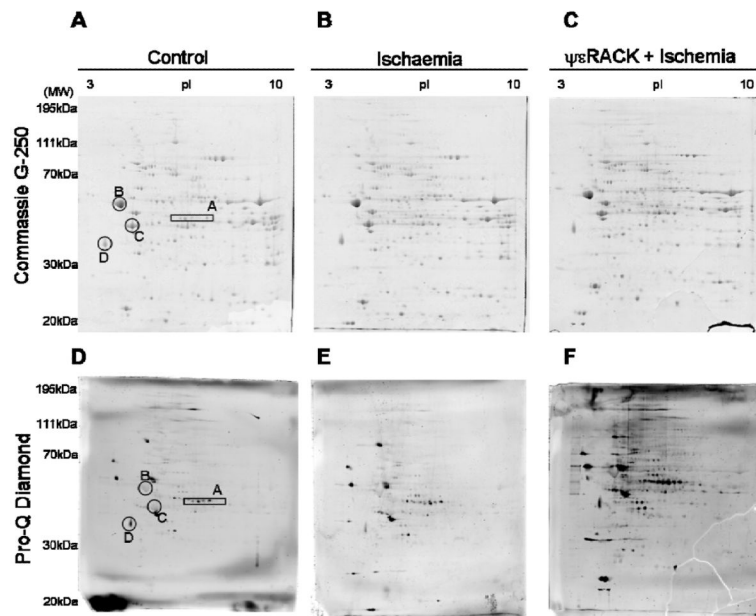 A
B
C
Control
Ischaemia
ψεRACK + Ischemia
(MW) 3 pI 10
3 pI 10
3 pI 10
195kDa
111kDa
70kDa
30kDa
20kDa
Commassie G-250
B
A
C
D
D
E
F
195kDa
111kDa
70kDa
30kDa
20kDa
Pro-Q Diamond
B
A
C
D